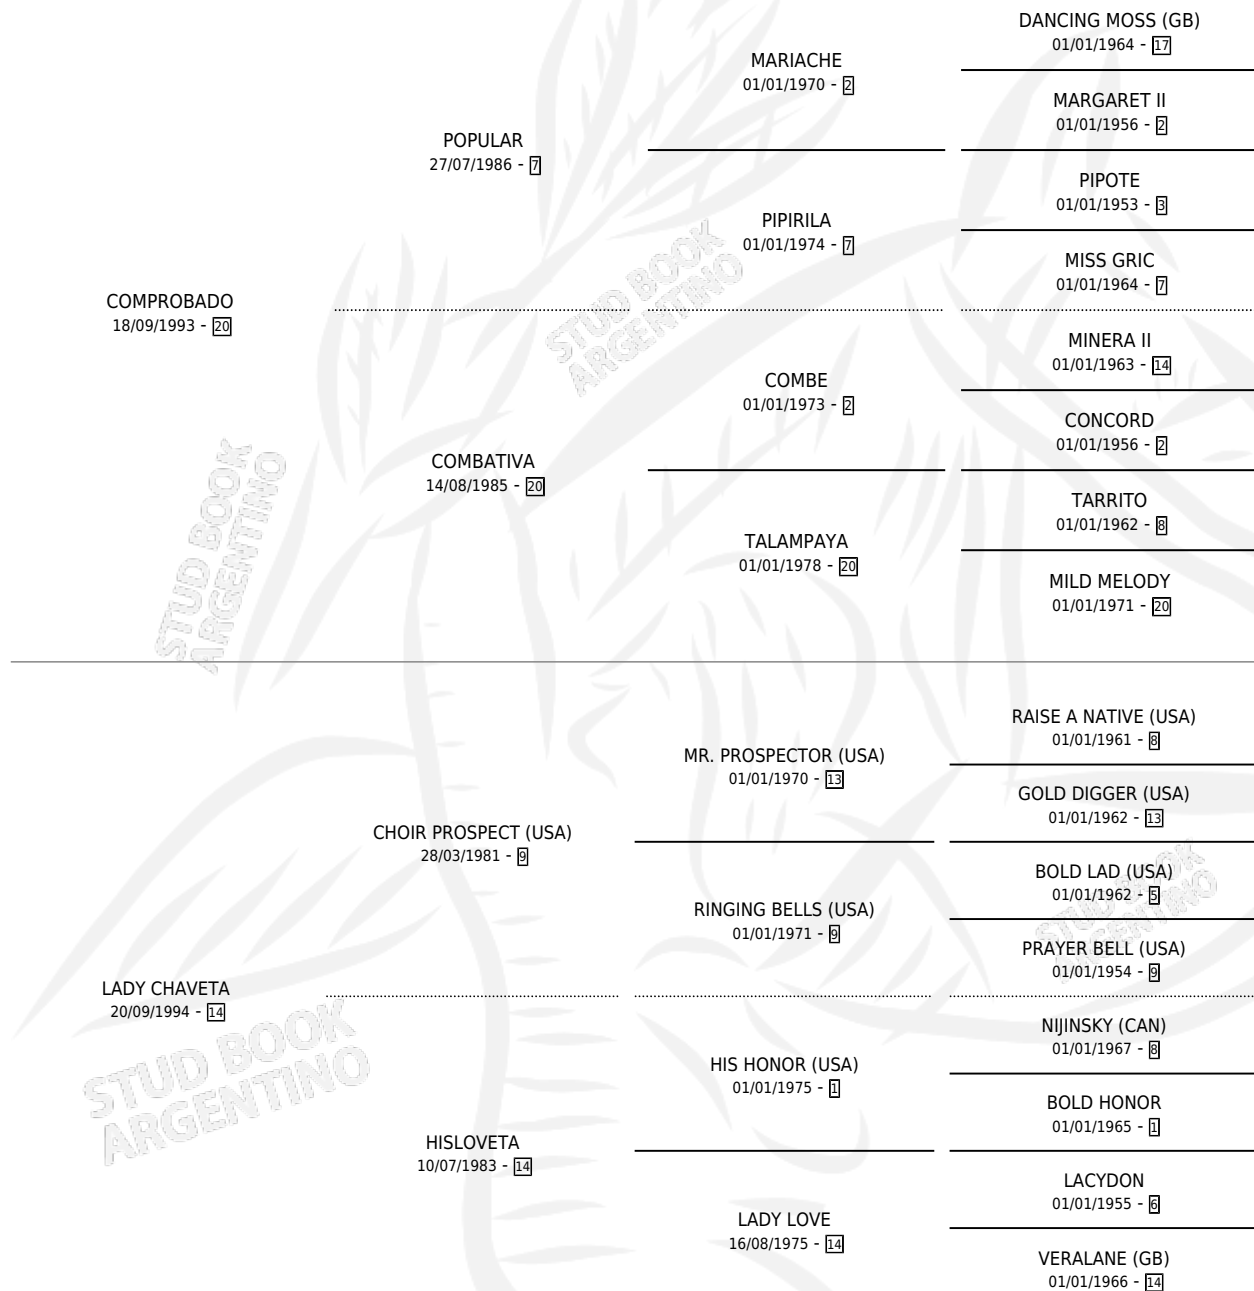 DANCING MOSS (GB)
01/01/1964 - 17
MARIACHE
01/01/1970 - 2
MARGARET II
01/01/1956 - 2
POPULAR
27/07/1986 - 7
PIPOTE
01/01/1953 - 3
PIPIRILA
01/01/1974 - 7
MISS GRIC
01/01/1964 - 7
STUD BOOK
ARGENTINO
COMPROBADO
18/09/1993 - 20
MINERA II
01/01/1963 - 14
COMBE
01/01/1973 - 2
CONCORD
01/01/1956 - 2
COMBATIVA
14/08/1985 - 20
TARRITO
01/01/1962 - 8
TALAMPAYA
01/01/1978 - 20
MILD MELODY
01/01/1971 - 20
STUD BOOK
ARGENTINO
RAISE A NATIVE (USA)
01/01/1961 - 8
MR. PROSPECTOR (USA)
01/01/1970 - 13
GOLD DIGGER (USA)
01/01/1962 - 13
CHOIR PROSPECT (USA)
28/03/1981 - 9
BOLD LAD (USA)
01/01/1962 - 5
RINGING BELLS (USA)
01/01/1971 - 9
STUD BOOK
ARGENTINO
PRAYER BELL (USA)
01/01/1954 - 9
LADY CHAVETA
20/09/1994 - 14
STUD BOOK
ARGENTINO
NIJINSKY (CAN)
01/01/1967 - 8
HIS HONOR (USA)
01/01/1975 - 1
BOLD HONOR
01/01/1965 - 1
HISLOVETA
10/07/1983 - 14
LACYDON
01/01/1955 - 6
LADY LOVE
16/08/1975 - 14
VERALANE (GB)
01/01/1966 - 14